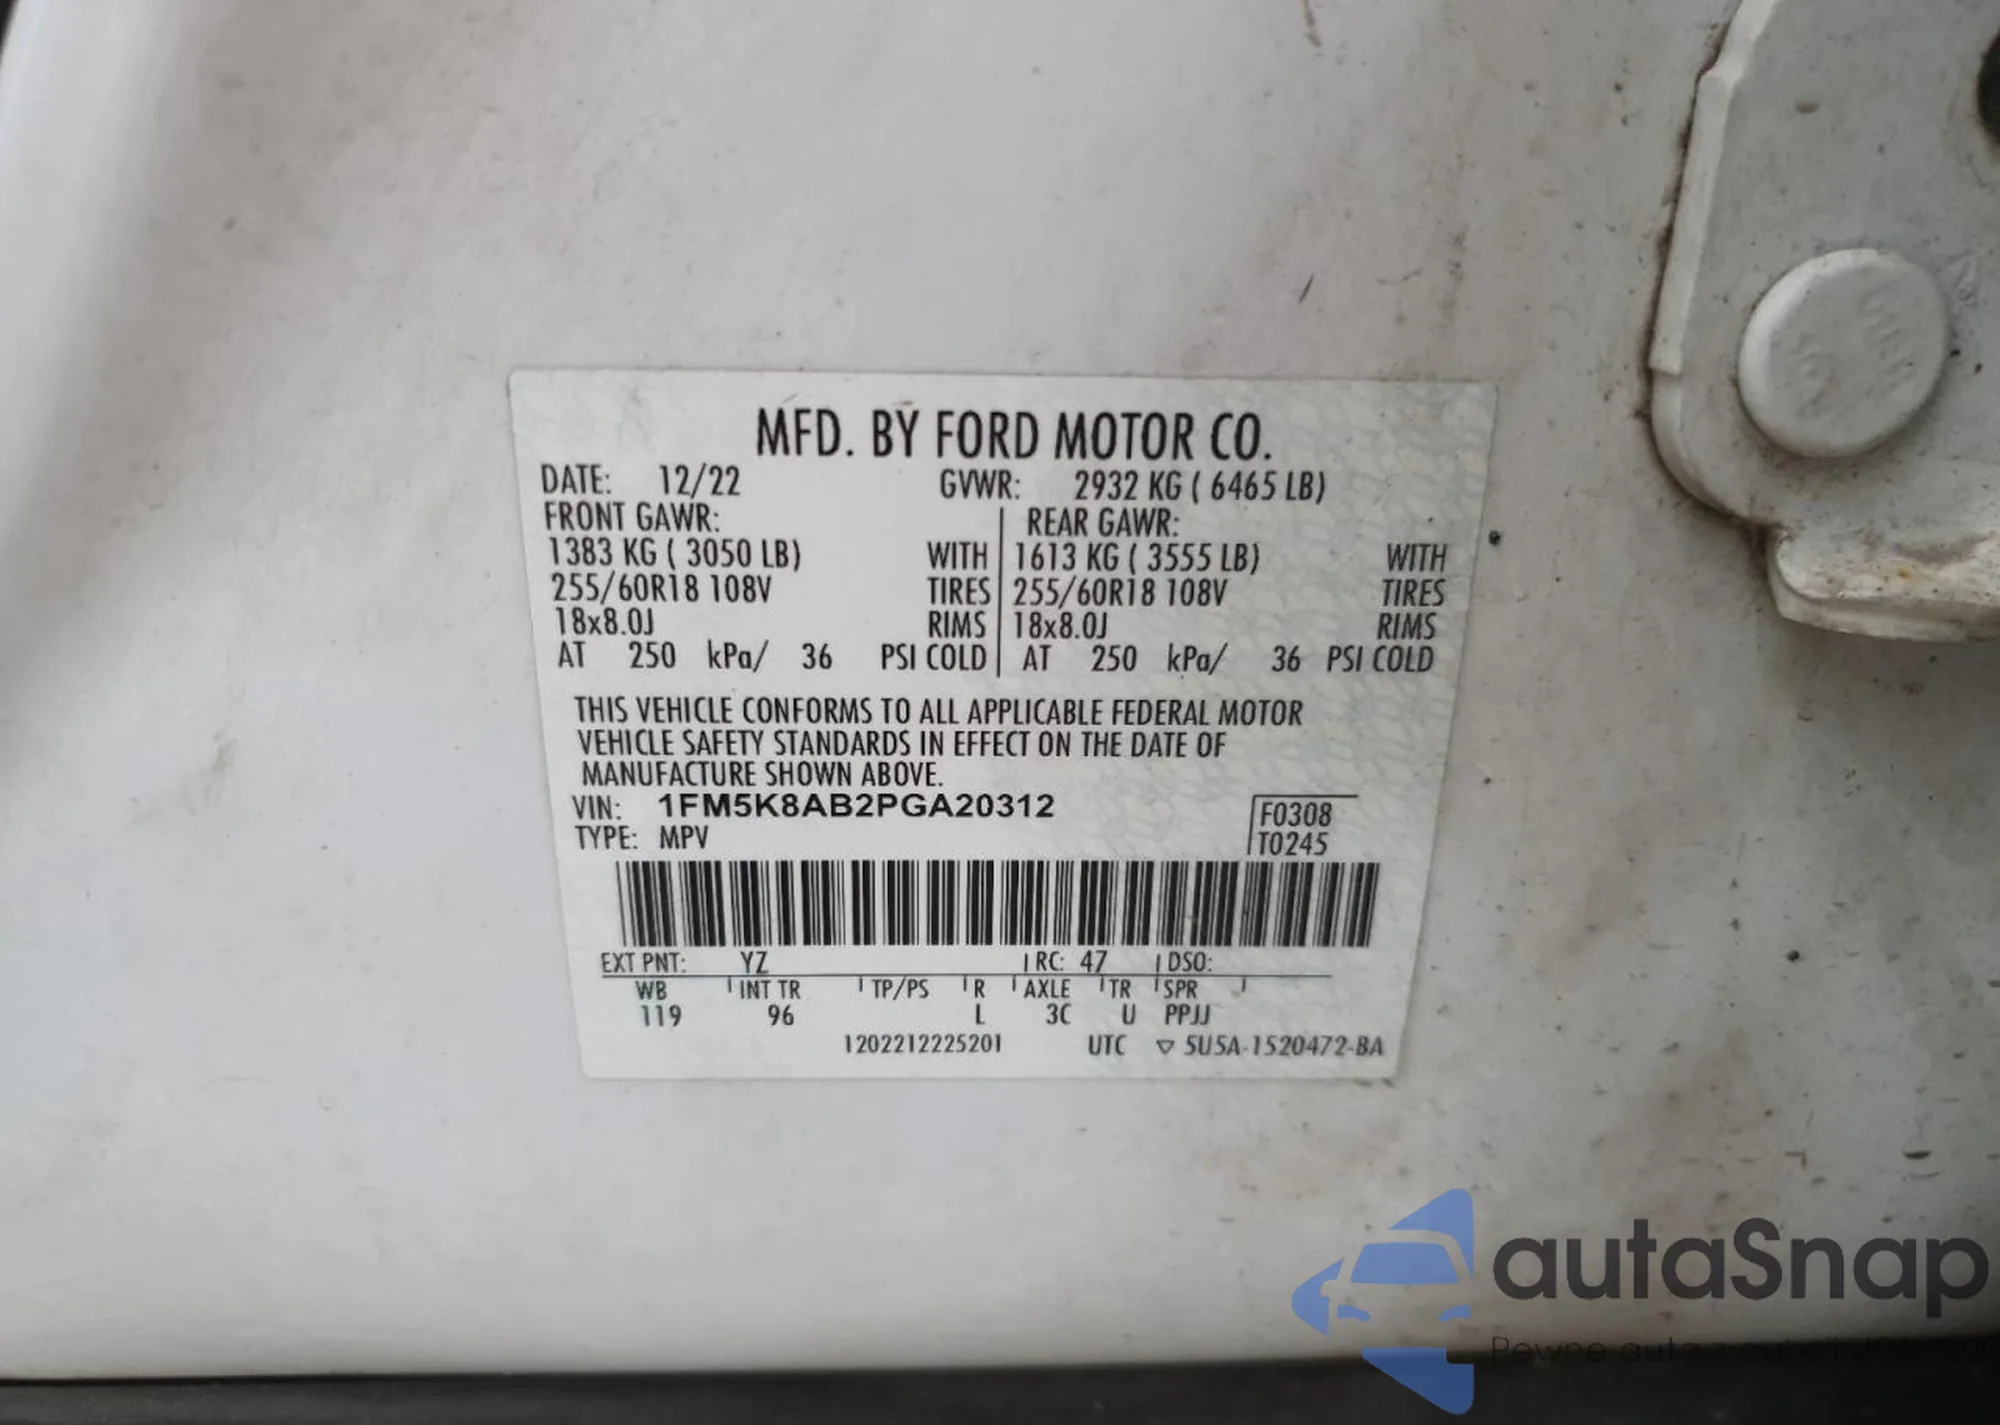 MFD. BY FORD MOTOR CO.
DATE: 12/22 GVWR: 2932 KG ( 6465 LB)
FRONT GAWR: REAR GAWR:
1383 KG ( 3050 LB) WITH 1613 KG ( 3555 LB) WITH
255/60R18 108V TIRES 255/60R18 108V TIRES
18x8.0J RIMS 18x8.0J RIMS
AT 250 kPa/ 36 PSI COLD AT 250 kPa/ 36 PSI COLD
THIS VEHICLE CONFORMS TO ALL APPLICABLE FEDERAL MOTOR
VEHICLE SAFETY STANDARDS IN EFFECT ON THE DATE OF
MANUFACTURE SHOWN ABOVE.
VIN: 1FM5K8AB2PGA20312 F0308
TYPE: MPV T0245
EXT PNT: YZ RC: 47 DSO:
WB INT TR TP/PS R AXLE TR SPR
119 96 L 3C U PPJJ
1202212225201 UTC ▽ 5U5A-1520472-BA
autaSnap
Pewne auta